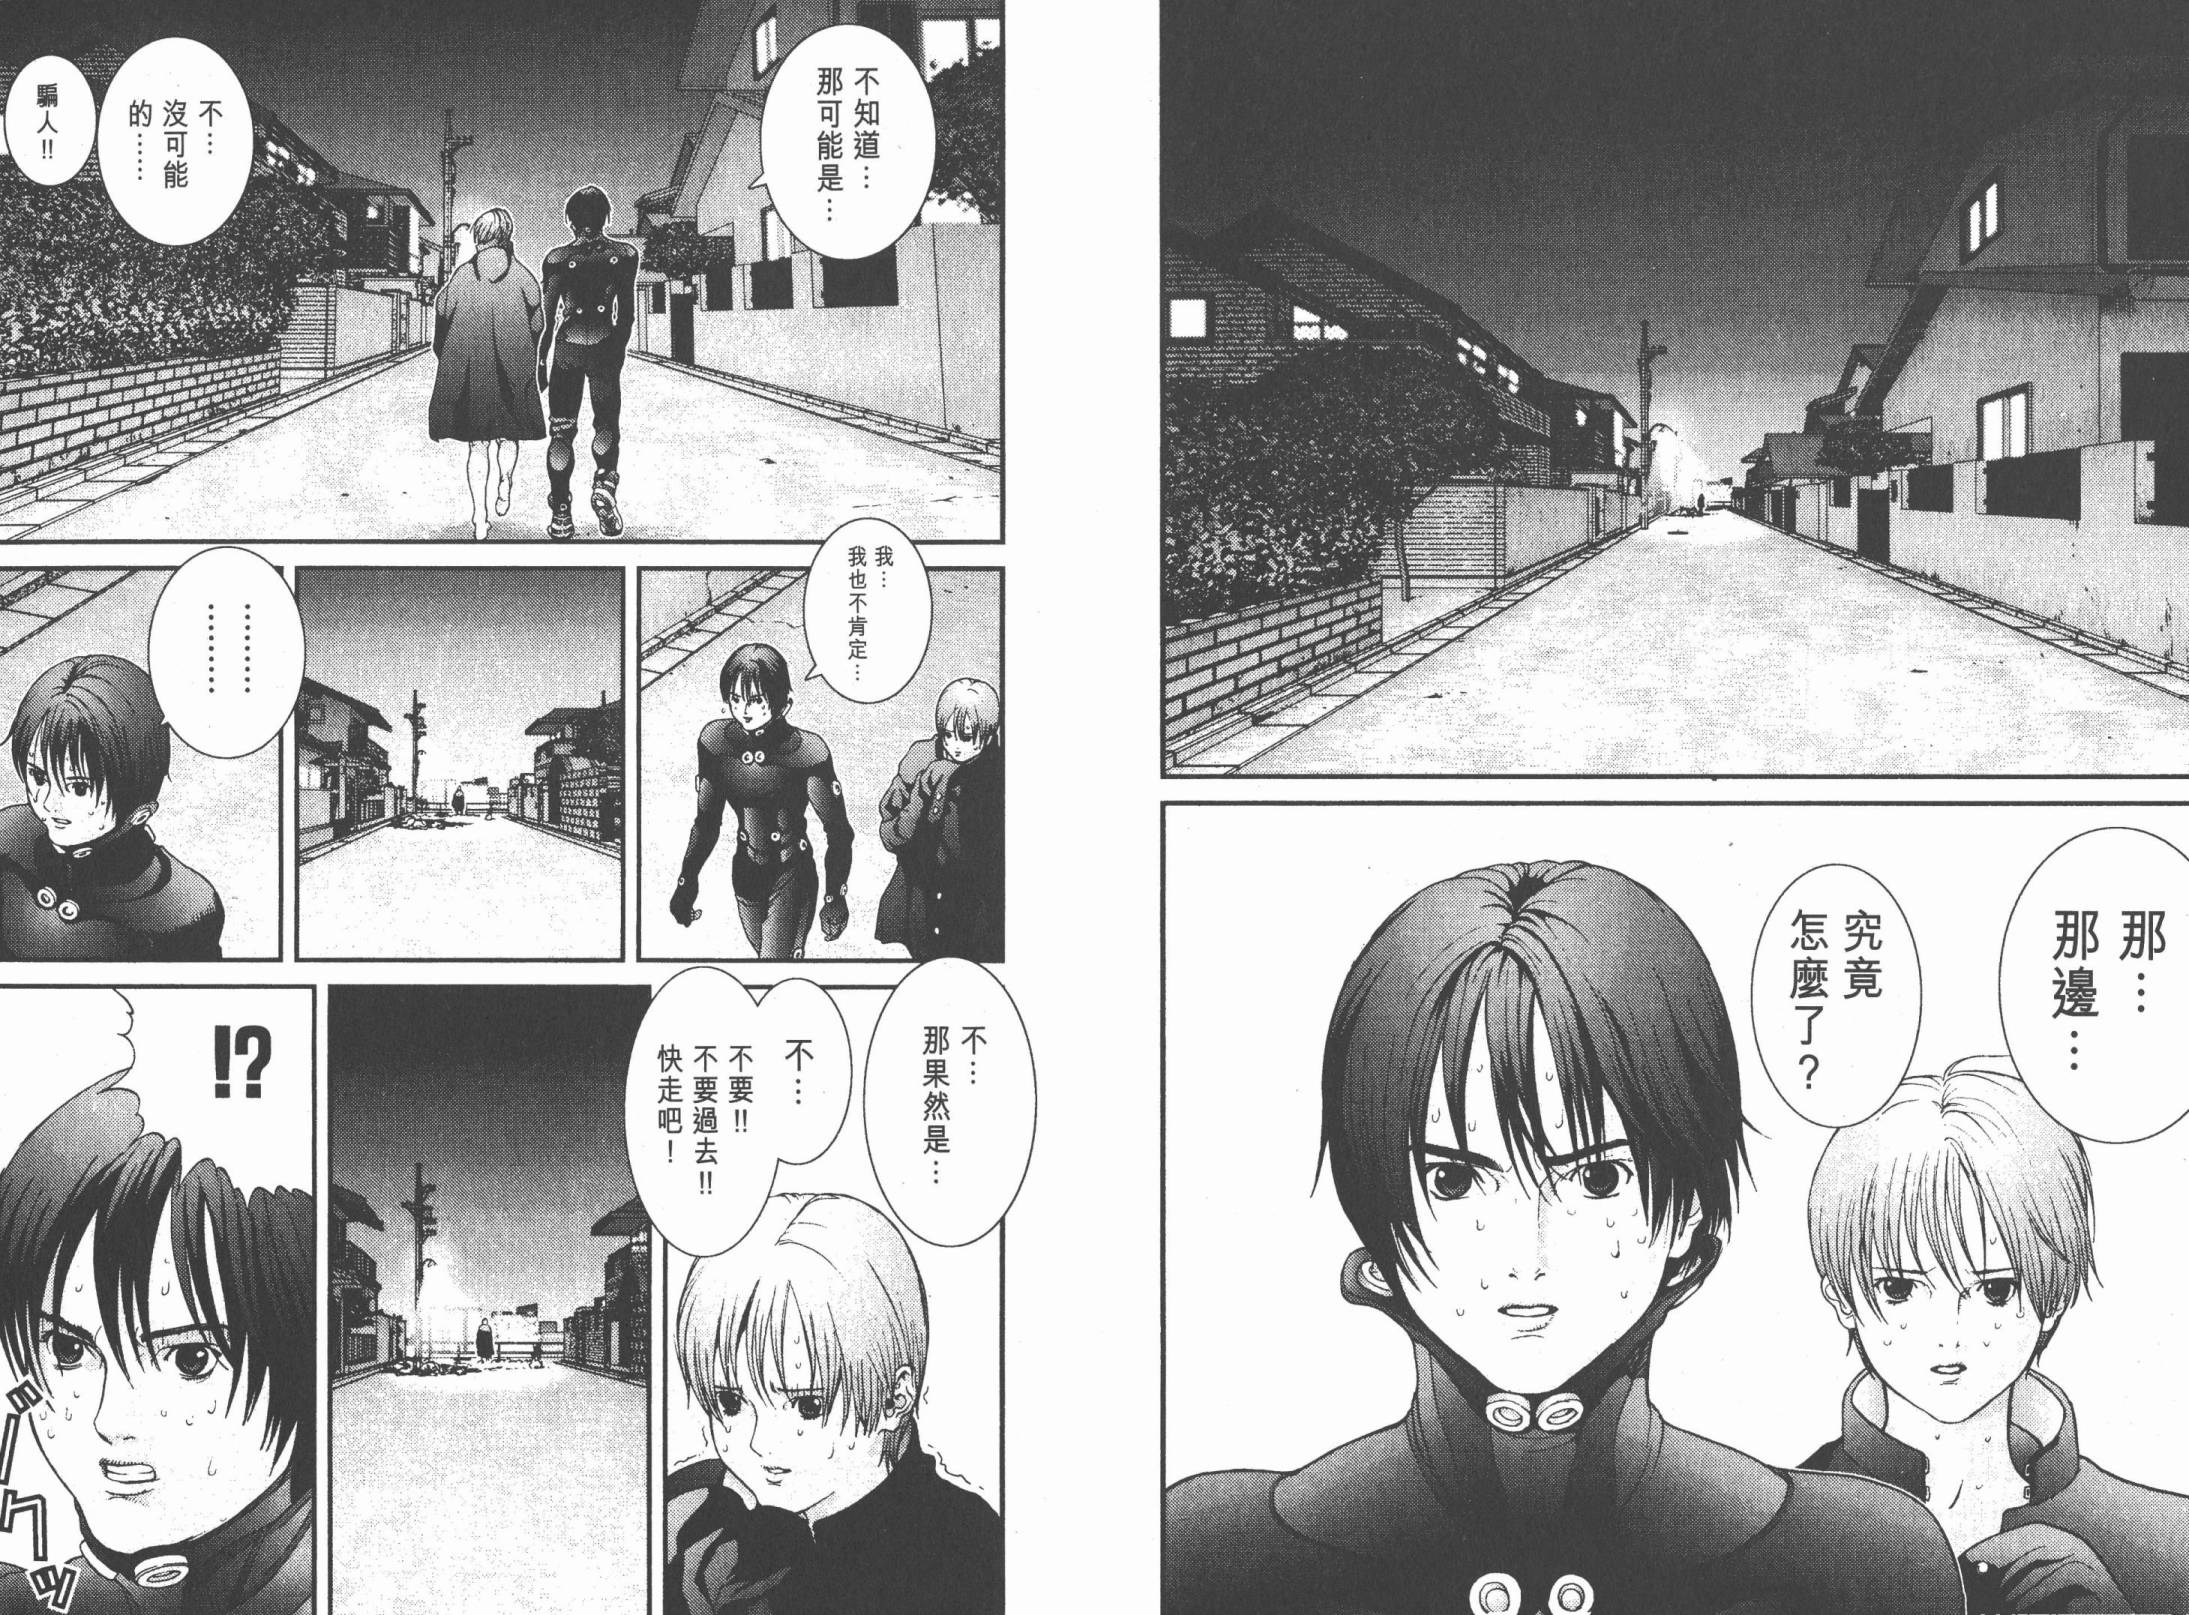 那…
那邊…
究竟
怎麼了？
不知道…
那可能是…
不…
沒可能
的……
騙人!!
我…
我也不肯定…
………
………
不…
那果然是…
不…
不要!!
不要過去!!
快走吧！
!?